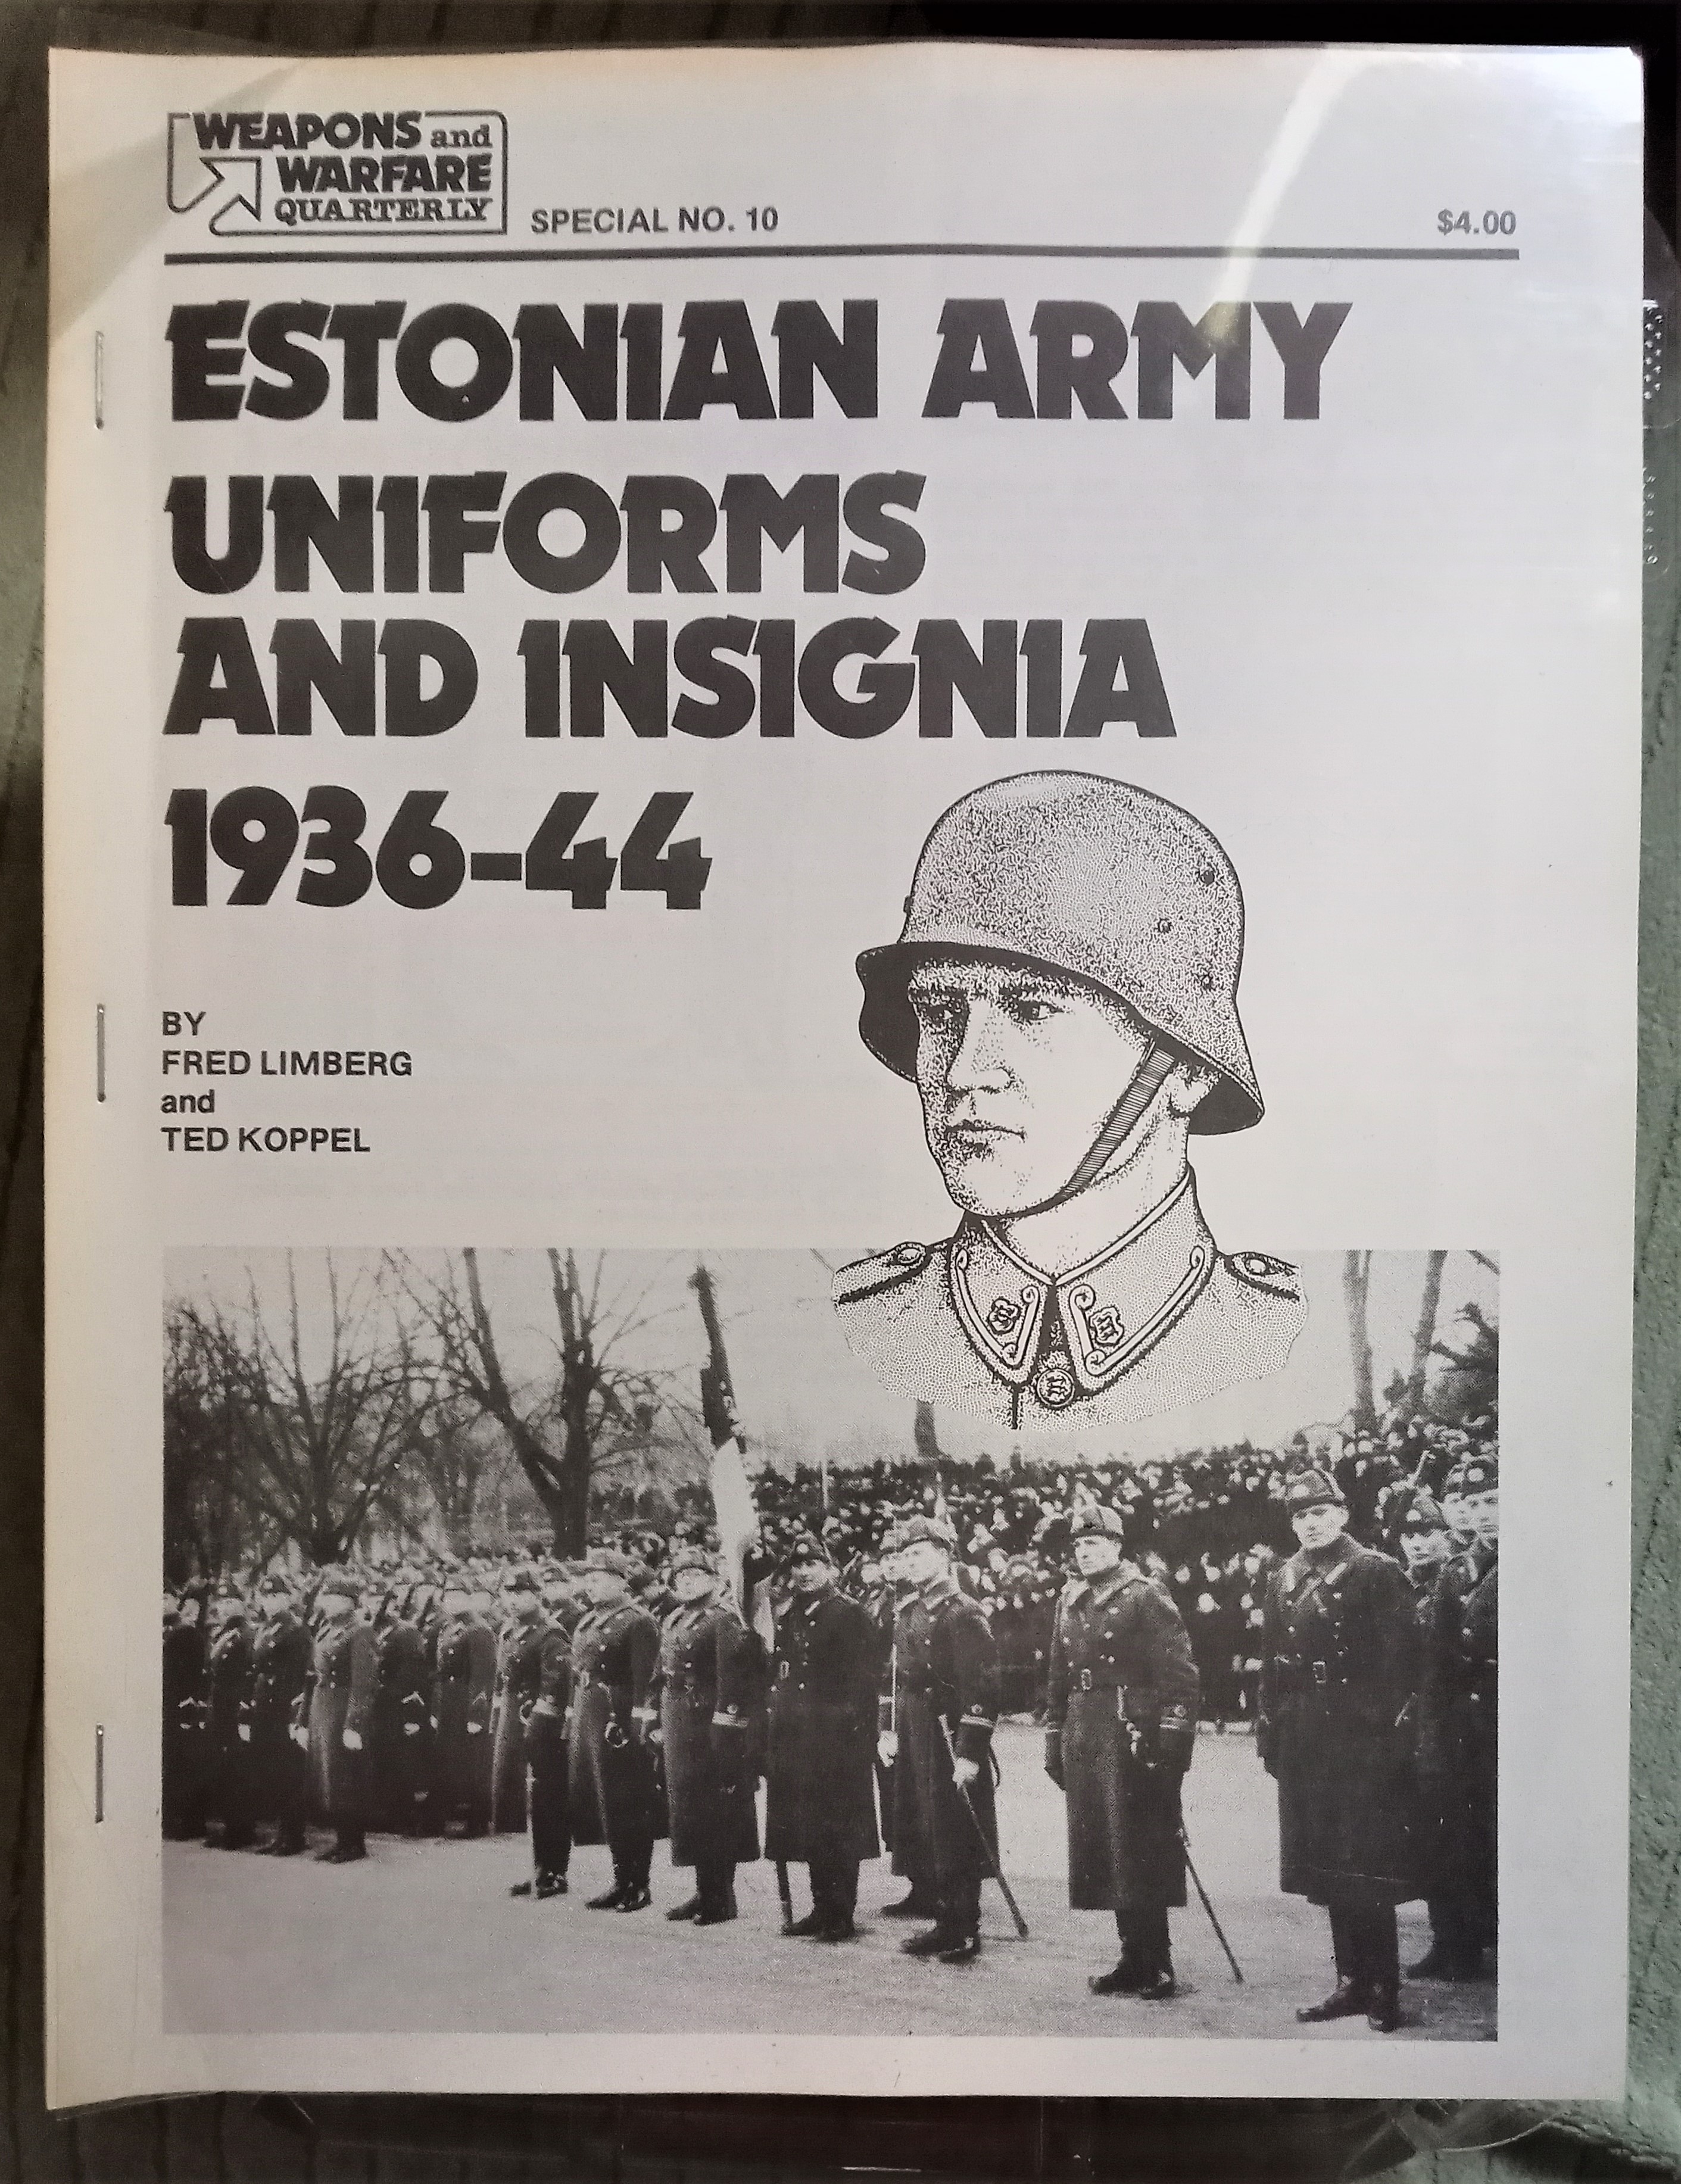 WEAPONS and
WARFARE
QUARTERLY
SPECIAL NO. 10
$4.00
ESTONIAN ARMY
UNIFORMS
AND INSIGNIA
1936-44
BY
FRED LIMBERG
and
TED KOPPEL